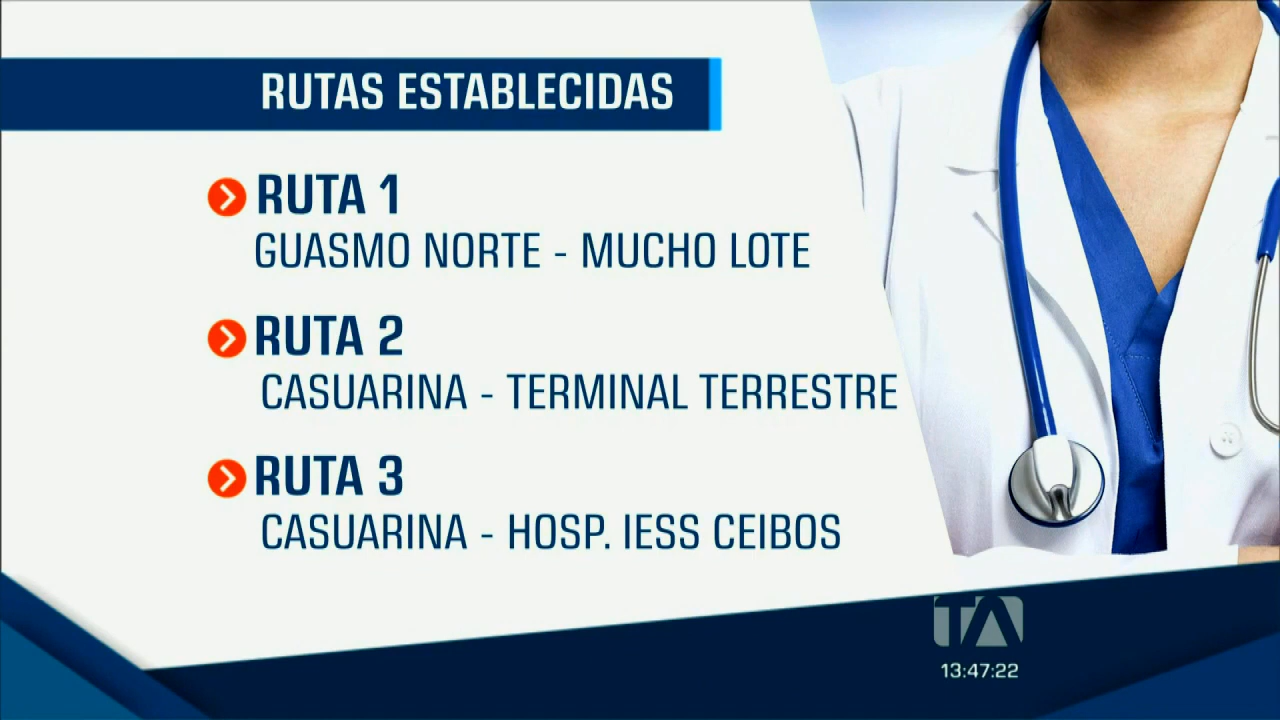 RUTAS ESTABLECIDAS
RUTA 1
GUASMO NORTE - MUCHO LOTE
RUTA 2
CASUARINA - TERMINAL TERRESTRE
RUTA 3
CASUARINA - HOSP. IESS CEIBOS
TA
13:47:22